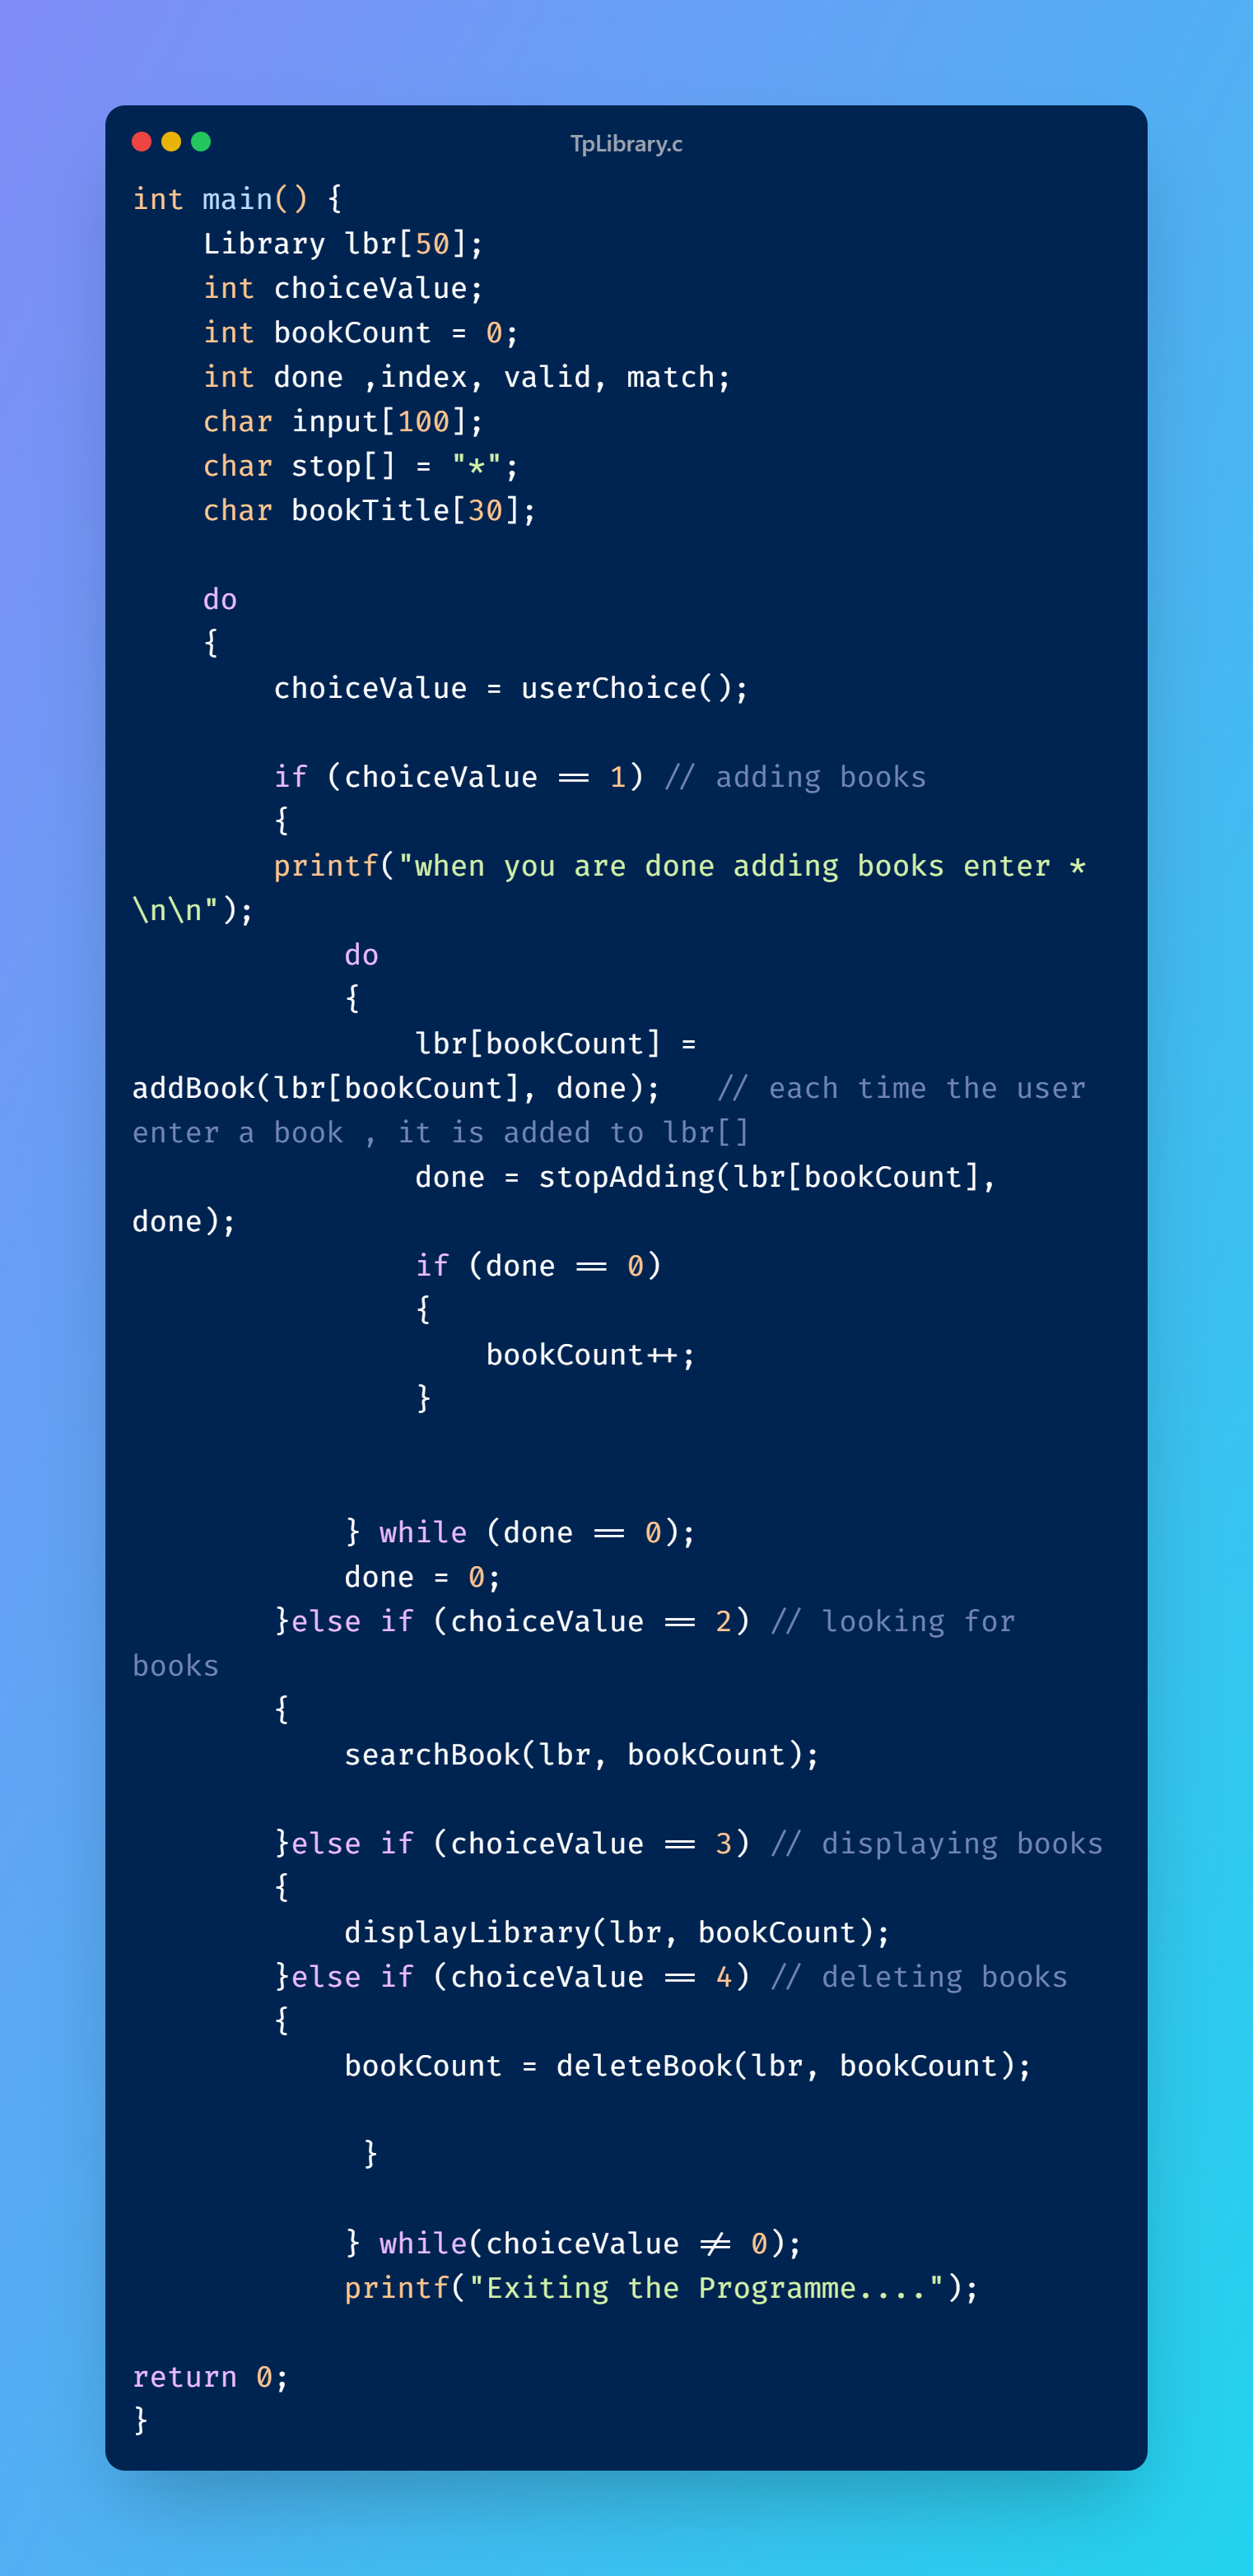 TpLibrary.c
int main() {
    Library lbr[50];
    int choiceValue;
    int bookCount = 0;
    int done ,index, valid, match;
    char input[100];
    char stop[] = "*";
    char bookTitle[30];

    do
    {
        choiceValue = userChoice();

        if (choiceValue == 1) // adding books
        {
        printf("when you are done adding books enter *
\n\n");
            do
            {
                lbr[bookCount] =
addBook(lbr[bookCount], done);   // each time the user
enter a book , it is added to lbr[]
                done = stopAdding(lbr[bookCount],
done);
                if (done == 0)
                {
                    bookCount++;
                }


            } while (done == 0);
            done = 0;
        }else if (choiceValue == 2) // looking for
books
        {
            searchBook(lbr, bookCount);

        }else if (choiceValue == 3) // displaying books
        {
            displayLibrary(lbr, bookCount);
        }else if (choiceValue == 4) // deleting books
        {
            bookCount = deleteBook(lbr, bookCount);

             }

            } while(choiceValue != 0);
            printf("Exiting the Programme....");

return 0;
}